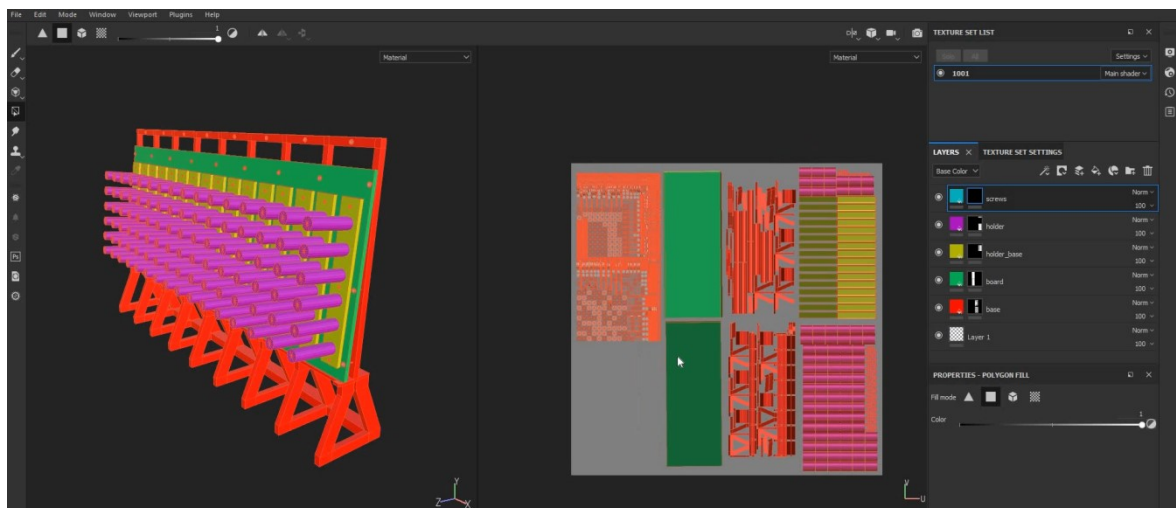 File Edit Mode Window Viewport Plugins Help
1
Material
Material
TEXTURE SET LIST
Settings
1001
Main shader
LAYERS × TEXTURE SET SETTINGS
Base Color
screws
Norm
100
holder
Norm
100
holder_base
Norm
100
board
Norm
100
base
Norm
100
Layer 1
Norm
100
PROPERTIES - POLYGON FILL
Fill mode
Color
1
Ps
Y
Z
X
U